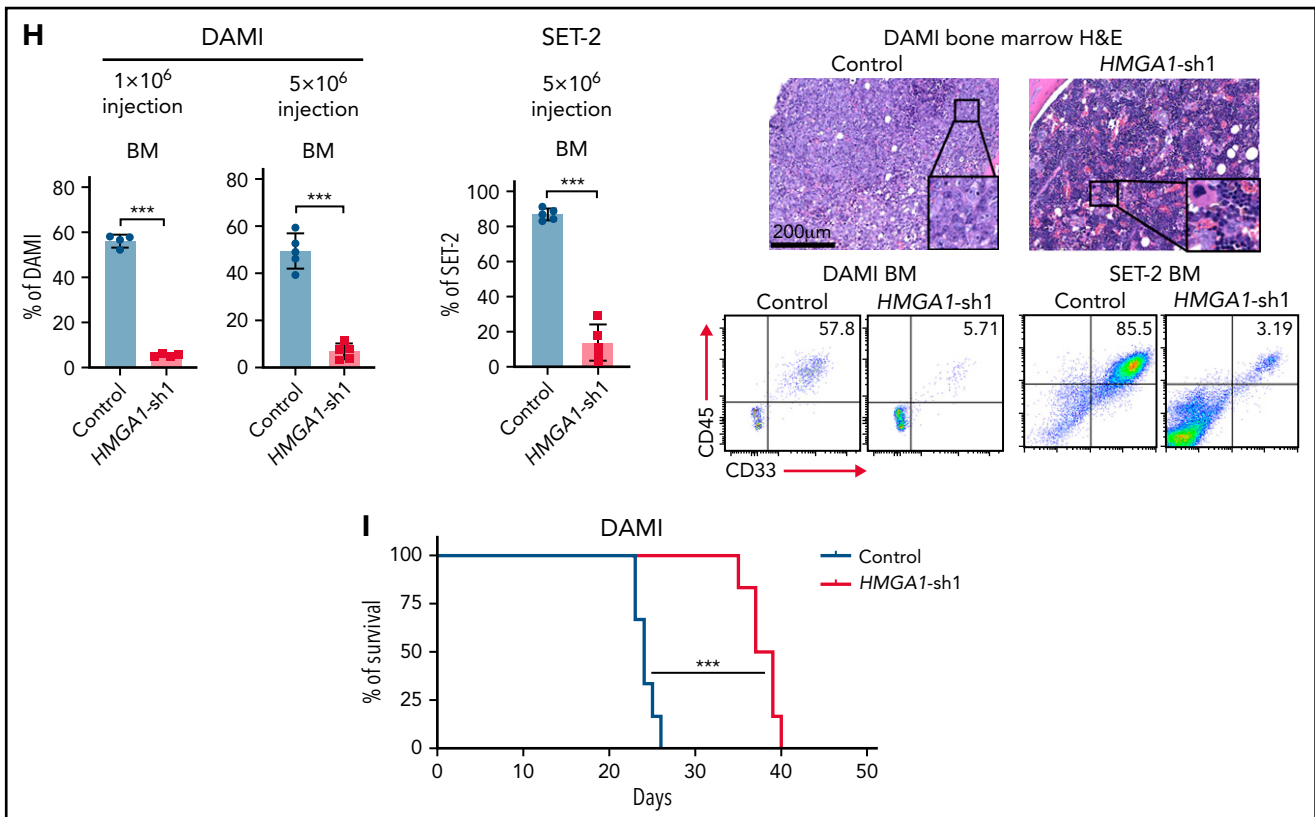 H
DAMI
1×10⁶
injection
BM
% of DAMI
80
60
40
20
0
***
Control
HMGA1-sh1
5×10⁶
injection
BM
80
60
40
20
0
***
Control
HMGA1-sh1
SET-2
5×10⁶
injection
BM
% of SET-2
100
80
60
40
20
0
***
Control
HMGA1-sh1
DAMI bone marrow H&E
Control
HMGA1-sh1
200μm
DAMI BM
Control
HMGA1-sh1
57.8
5.71
CD45
CD33
SET-2 BM
Control
HMGA1-sh1
85.5
3.19
I
DAMI
% of survival
100
75
50
25
0
***
0 10 20 30 40 50
Days
Control
HMGA1-sh1